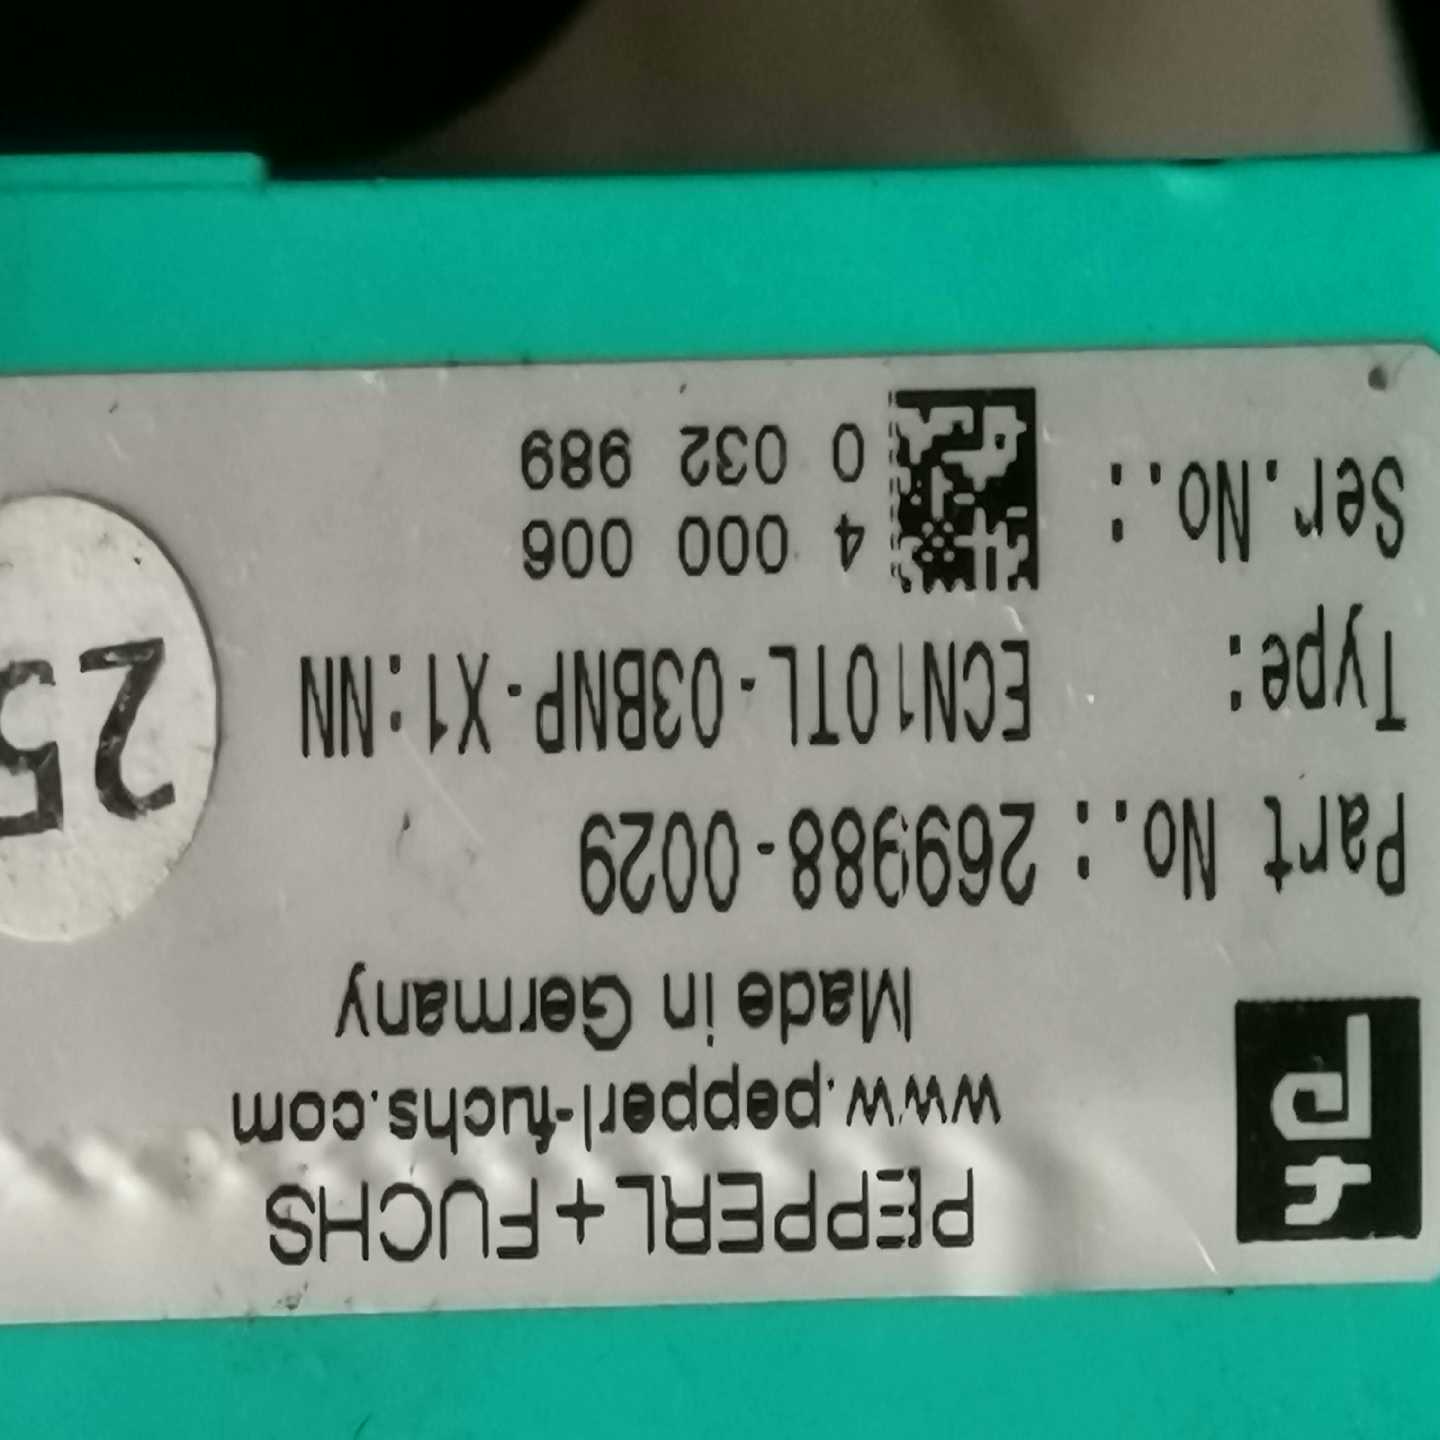 PEPPERL+FUCHS
www.pepperl-fuchs.com
Made in Germany
Part No.: 269988-0029
Type: ECN10TL-03BNP-X1:NN
Ser.No.: 4 000 006
0 032 989
25